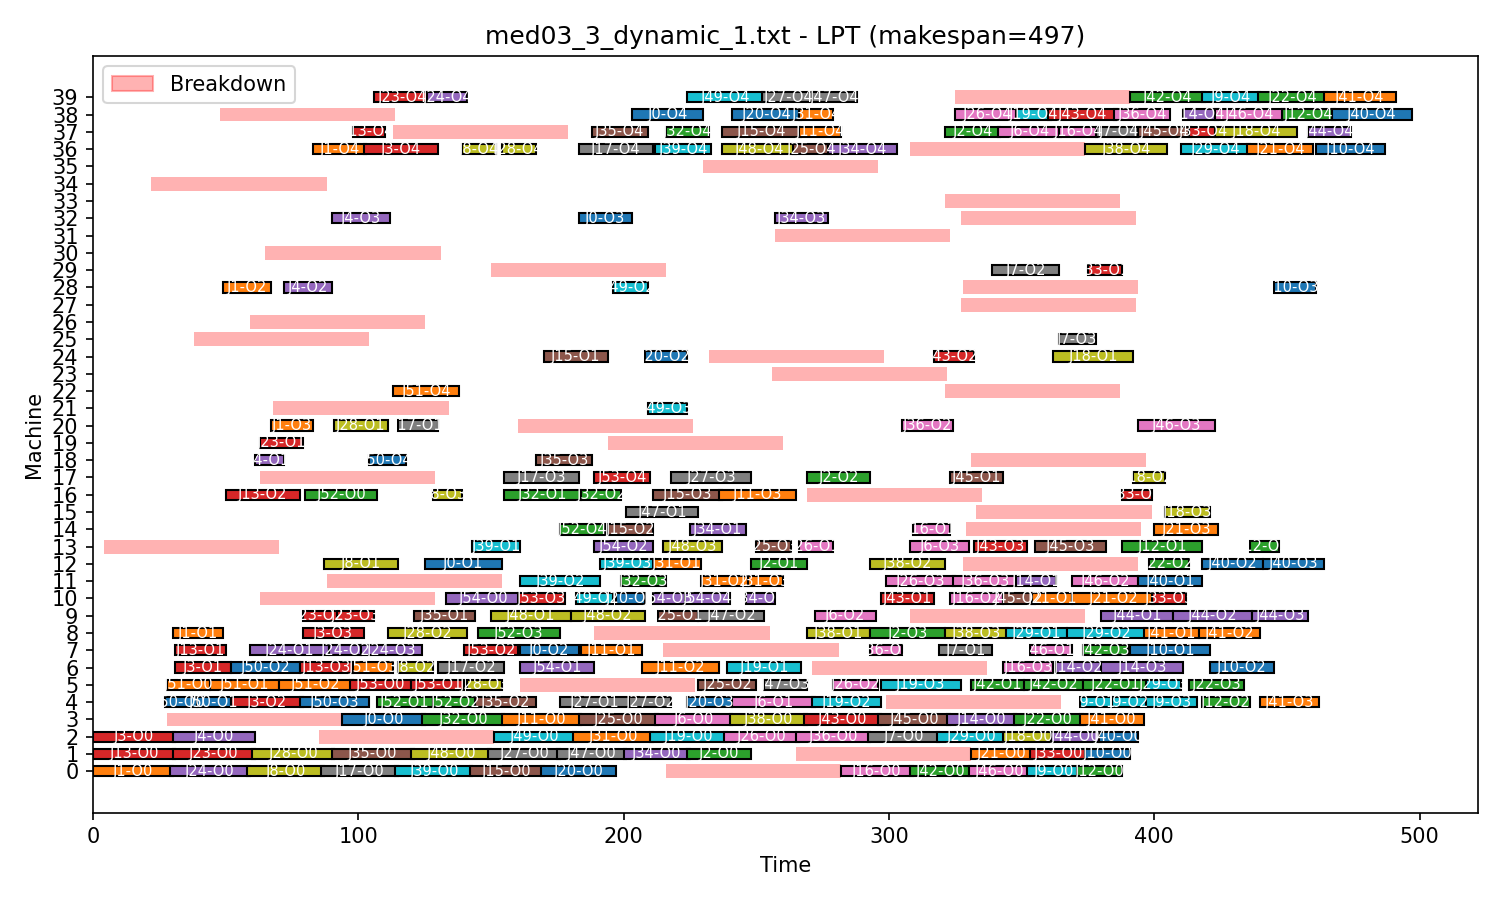 med03_3_dynamic_1.txt - LPT (makespan=497)
Breakdown
Machine
39 J23-O4 J24-O4 J49-O4 J27-O4 J47-O4 J42-O4 J9-O4 J22-O4 J41-O4
38 J0-O4 J20-O4 J31-O4 J26-O4 J43-O4 J36-O4 J46-O4 J12-O4 J40-O4
37 J35-O4 J15-O4 J11-O4 J2-O4 J6-O4 J7-O4 J45-O4 J18-O4 J44-O4
36 J1-O4 J3-O4 J17-O4 J39-O4 J48-O4 J25-O4 J34-O4 J38-O4 J29-O4 J21-O4 J10-O4
35
34
33
32 J4-O3 J0-O3 J34-O3
31
30
29 J7-O2
28 J1-O2 J4-O2
27
26
25 J7-O3
24 J15-O1 J18-O1
23
22 J51-O4
21
20 J1-O3 J28-O1 J36-O2 J46-O3
19
18 J35-O3
17 J17-O3 J53-O4 J27-O3 J2-O2 J45-O1
16 J13-O2 J52-O0 J32-O1 J15-O3 J11-O3
15 J47-O1 J18-O3
14 J52-O4 J15-O2 J34-O1 J21-O3
13 J39-O1 J54-O2 J48-O3 J6-O3 J43-O3 J45-O3 J12-O1
12 J8-O1 J0-O1 J39-O3 J31-O1 J2-O1 J38-O2 J40-O2 J40-O3
11 J39-O2 J32-O3 J26-O3 J36-O3 J46-O2 J40-O1
10 J54-O0 J53-O3 J43-O1 J16-O2 J21-O1 J21-O2
9 J35-O1 J48-O1 J48-O2 J25-O1 J47-O2 J6-O2 J44-O1 J44-O2 J44-O3
8 J1-O1 J3-O3 J28-O2 J52-O3 J38-O1 J2-O3 J38-O3 J29-O1 J29-O2 J41-O1 J41-O2
7 J13-O1 J24-O1 J24-O2 J24-O3 J53-O2 J0-O2 J11-O1 J17-O1 J42-O3 J10-O1
6 J3-O1 J50-O2 J13-O3 J17-O2 J54-O1 J11-O2 J19-O1 J16-O3 J14-O2 J14-O3 J10-O2
5 J51-O0 J51-O1 J51-O2 J53-O0 J53-O1 J25-O2 J47-O3 J26-O2 J19-O3 J42-O1 J42-O2 J22-O1 J22-O3
4 J3-O2 J50-O3 J52-O1 J52-O2 J35-O2 J27-O1 J27-O2 J20-O3 J6-O1 J19-O2 J12-O2 J41-O3
3 J0-O0 J32-O0 J11-O0 J25-O0 J6-O0 J38-O0 J43-O0 J45-O0 J14-O0 J22-O0 J41-O0
2 J3-O0 J4-O0 J49-O0 J31-O0 J19-O0 J26-O0 J36-O0 J7-O0 J29-O0 J18-O0 J44-O0
1 J13-O0 J23-O0 J28-O0 J35-O0 J48-O0 J27-O0 J47-O0 J34-O0 J2-O0 J21-O0 J33-O0 J10-O0
0 J1-O0 J24-O0 J8-O0 J17-O0 J39-O0 J15-O0 J20-O0 J16-O0 J42-O0 J46-O0 J9-O0
0 100 200 300 400 500
Time